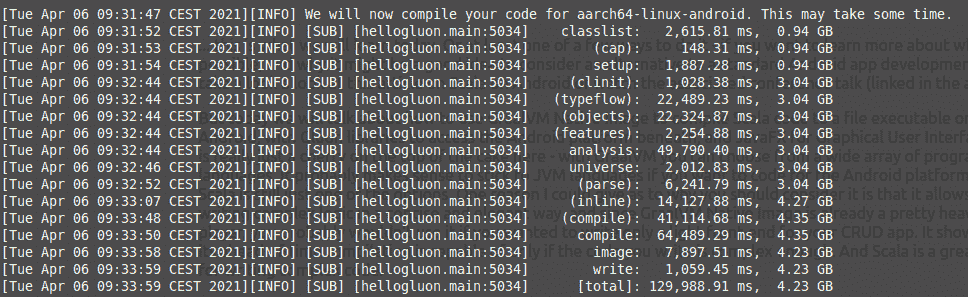 [Tue Apr 06 09:31:47 CEST 2021][INFO] We will now compile your code for aarch64-linux-android. This may take some time.
[Tue Apr 06 09:31:52 CEST 2021][INFO] [SUB] [hellogluon.main:5034]    classlist:   2,615.81 ms,  0.94 GB
[Tue Apr 06 09:31:53 CEST 2021][INFO] [SUB] [hellogluon.main:5034]        (cap):     148.31 ms,  0.94 GB
[Tue Apr 06 09:31:54 CEST 2021][INFO] [SUB] [hellogluon.main:5034]        setup:   1,887.28 ms,  0.94 GB
[Tue Apr 06 09:32:44 CEST 2021][INFO] [SUB] [hellogluon.main:5034]     (clinit):   1,028.38 ms,  3.04 GB
[Tue Apr 06 09:32:44 CEST 2021][INFO] [SUB] [hellogluon.main:5034]   (typeflow):  22,489.23 ms,  3.04 GB
[Tue Apr 06 09:32:44 CEST 2021][INFO] [SUB] [hellogluon.main:5034]    (objects):  22,324.87 ms,  3.04 GB
[Tue Apr 06 09:32:44 CEST 2021][INFO] [SUB] [hellogluon.main:5034]   (features):   2,254.88 ms,  3.04 GB
[Tue Apr 06 09:32:44 CEST 2021][INFO] [SUB] [hellogluon.main:5034]     analysis:  49,790.40 ms,  3.04 GB
[Tue Apr 06 09:32:46 CEST 2021][INFO] [SUB] [hellogluon.main:5034]     universe:   2,012.83 ms,  3.04 GB
[Tue Apr 06 09:32:52 CEST 2021][INFO] [SUB] [hellogluon.main:5034]      (parse):   6,241.79 ms,  3.04 GB
[Tue Apr 06 09:33:07 CEST 2021][INFO] [SUB] [hellogluon.main:5034]     (inline):  14,127.88 ms,  4.27 GB
[Tue Apr 06 09:33:48 CEST 2021][INFO] [SUB] [hellogluon.main:5034]    (compile):  41,114.68 ms,  4.35 GB
[Tue Apr 06 09:33:50 CEST 2021][INFO] [SUB] [hellogluon.main:5034]      compile:  64,489.29 ms,  4.35 GB
[Tue Apr 06 09:33:58 CEST 2021][INFO] [SUB] [hellogluon.main:5034]        image:   7,897.51 ms,  4.23 GB
[Tue Apr 06 09:33:59 CEST 2021][INFO] [SUB] [hellogluon.main:5034]        write:   1,059.45 ms,  4.23 GB
[Tue Apr 06 09:33:59 CEST 2021][INFO] [SUB] [hellogluon.main:5034]      [total]: 129,988.91 ms,  4.23 GB